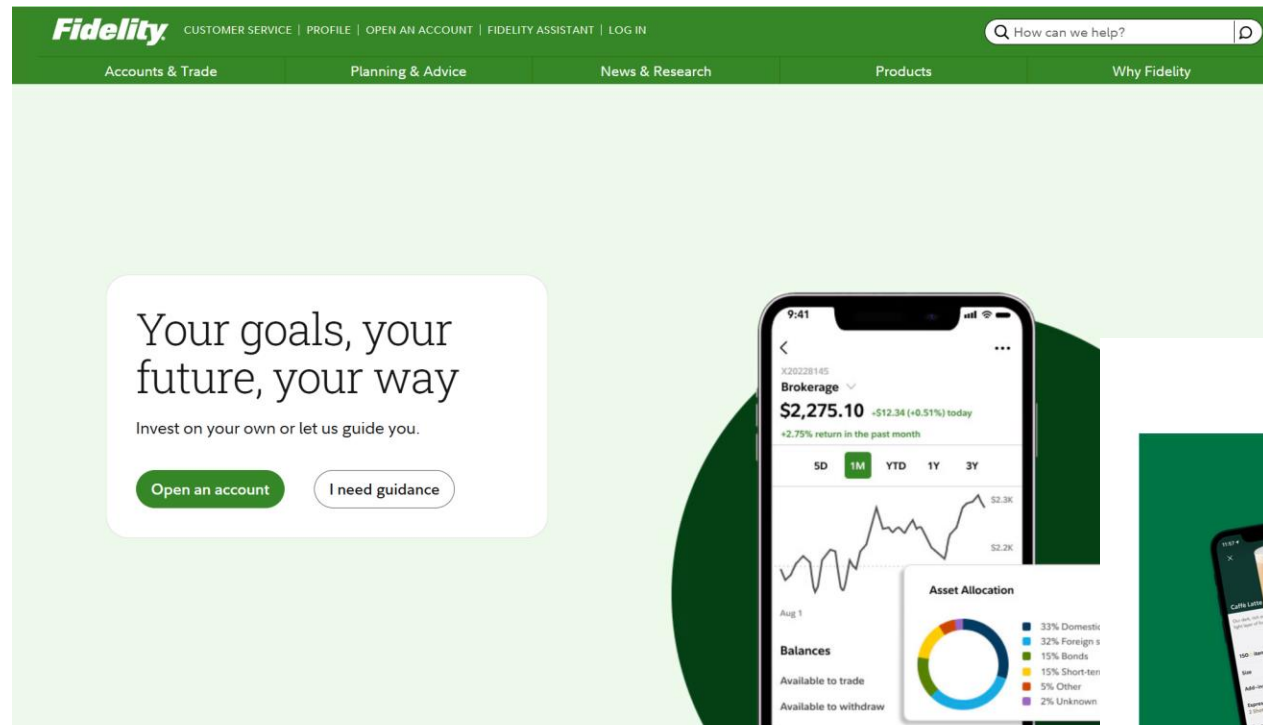 Fidelity
CUSTOMER SERVICE | PROFILE | OPEN AN ACCOUNT | FIDELITY ASSISTANT | LOG IN
How can we help?
Accounts & Trade
Planning & Advice
News & Research
Products
Why Fidelity
Your goals, your
future, your way
Invest on your own or let us guide you.
Open an account
I need guidance
9:41
X20228145
Brokerage
$2,275.10 +$12.34 (+0.51%) today
+2.75% return in the past month
5D 1M YTD 1Y 3Y
$2.3K
$2.2K
Aug 1
Balances
Available to trade
Available to withdraw
Asset Allocation
33% Domestic
32% Foreign s
15% Bonds
15% Short-ter
5% Other
2% Unknown
11:57
Caffè Latte
Size